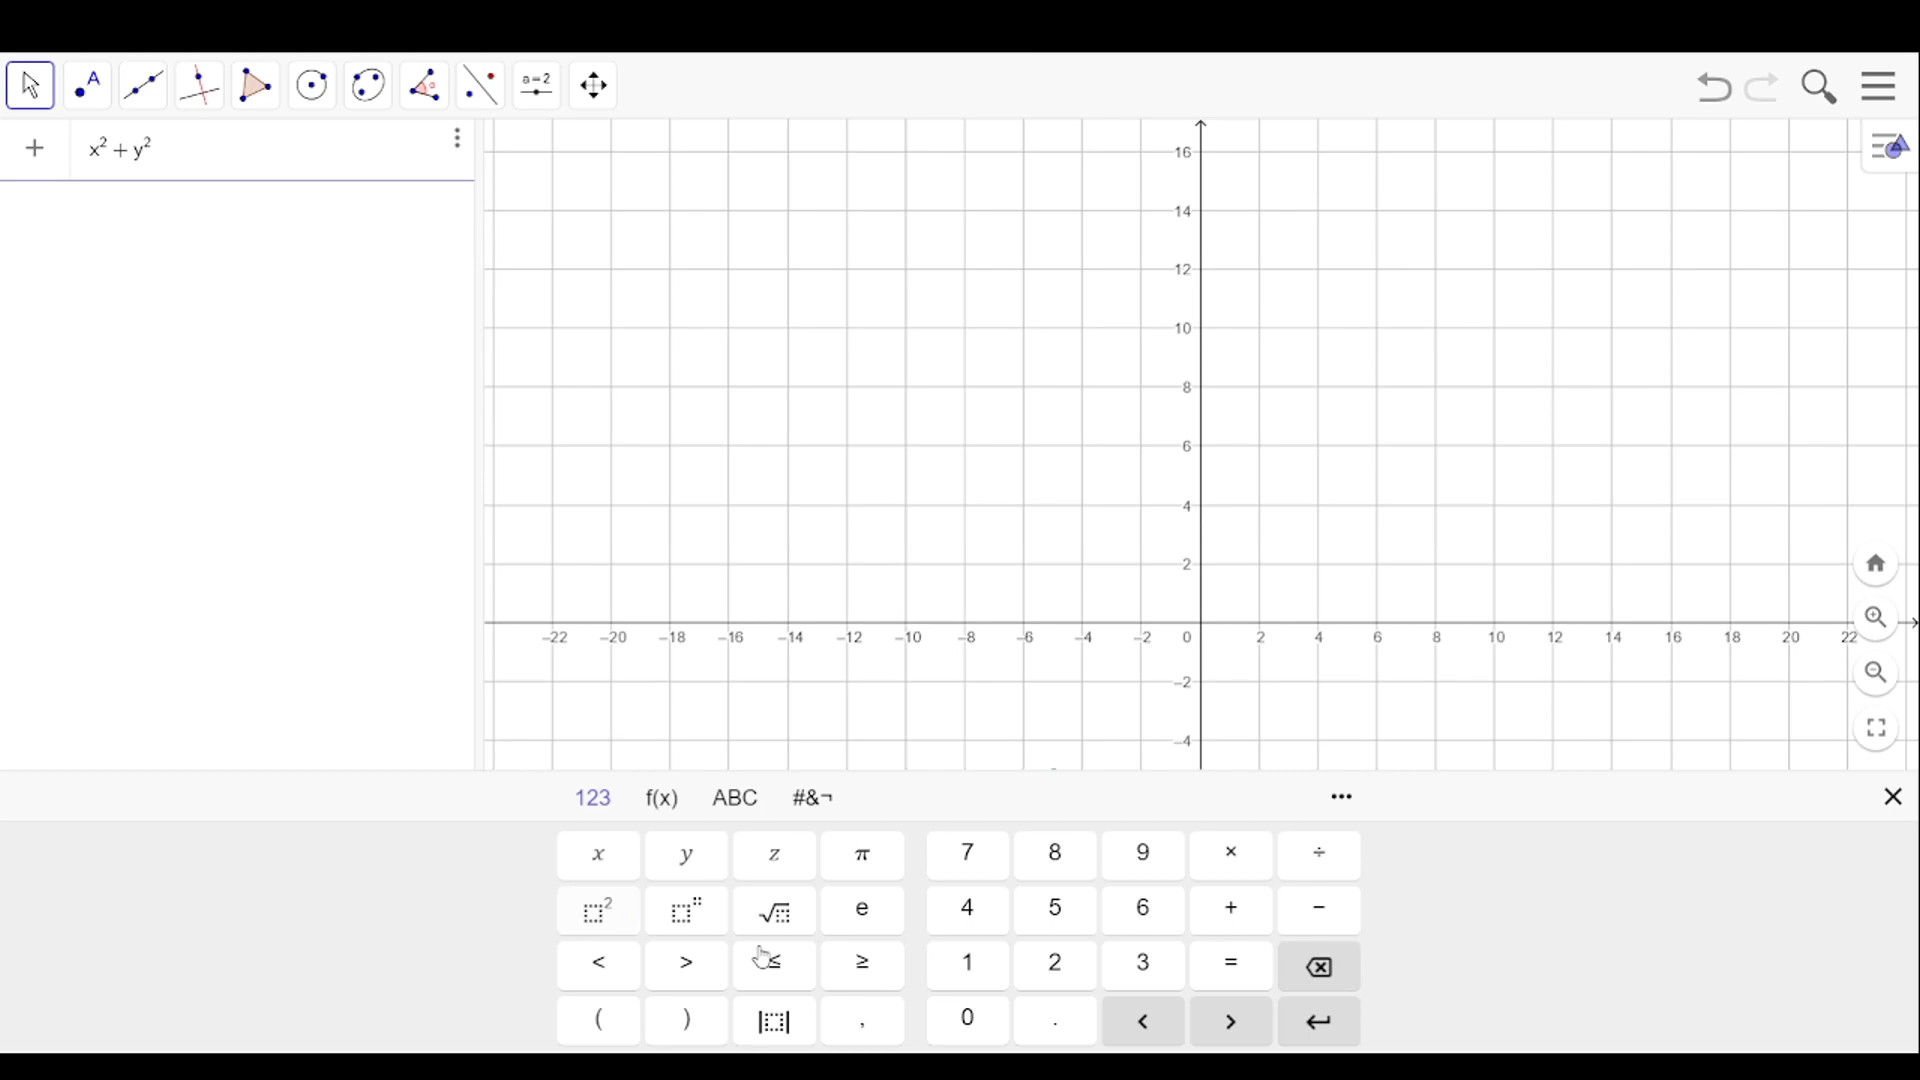 A
a=2
+ x² + y²
16
14
12
10
8
6
4
2
–22 –20 –18 –16 –14 –12 –10 –8 –6 –4 –2 0 2 4 6 8 10 12 14 16 18 20 22
–2
–4
123 f(x) ABC #&¬ ••• ×
x y z π 7 8 9 × ÷
² √ e 4 5 6 + −
< > ≤ ≥ 1 2 3 =
( ) | | , 0 . < >